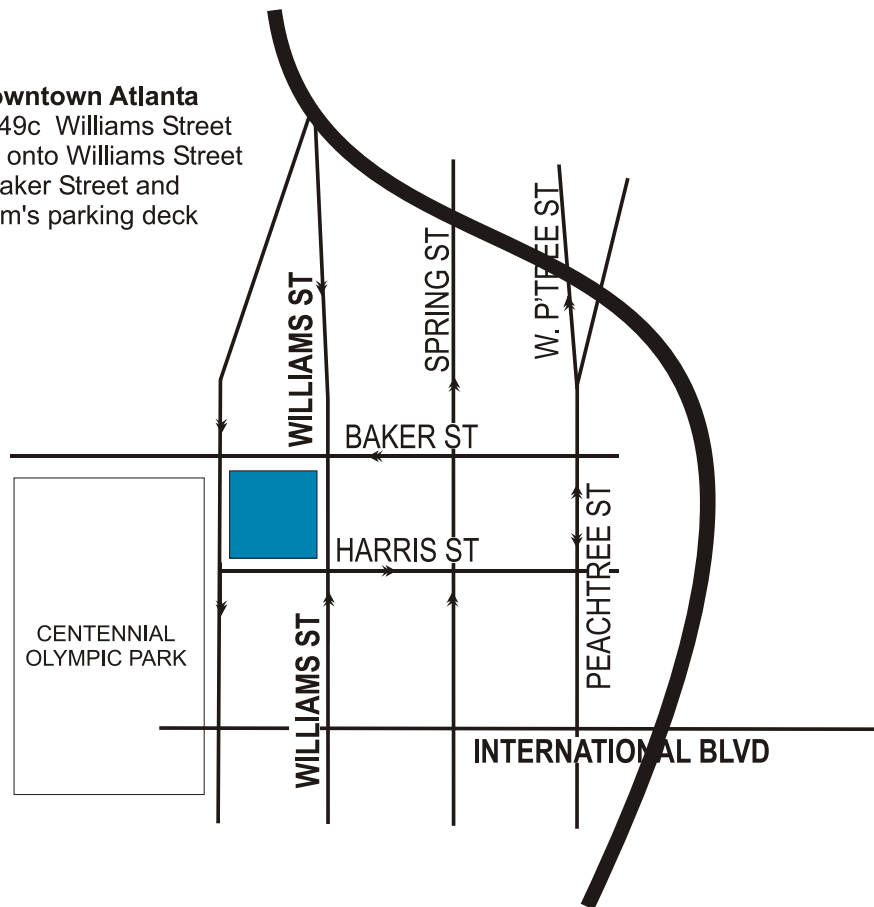 owntown Atlanta
49c Williams Street
onto Williams Street
aker Street and
m's parking deck
WILLIAMS ST
SPRING ST
W. P'TREE ST
BAKER ST
HARRIS ST
PEACHTREE ST
CENTENNIAL
OLYMPIC PARK
WILLIAMS ST
INTERNATIONAL BLVD